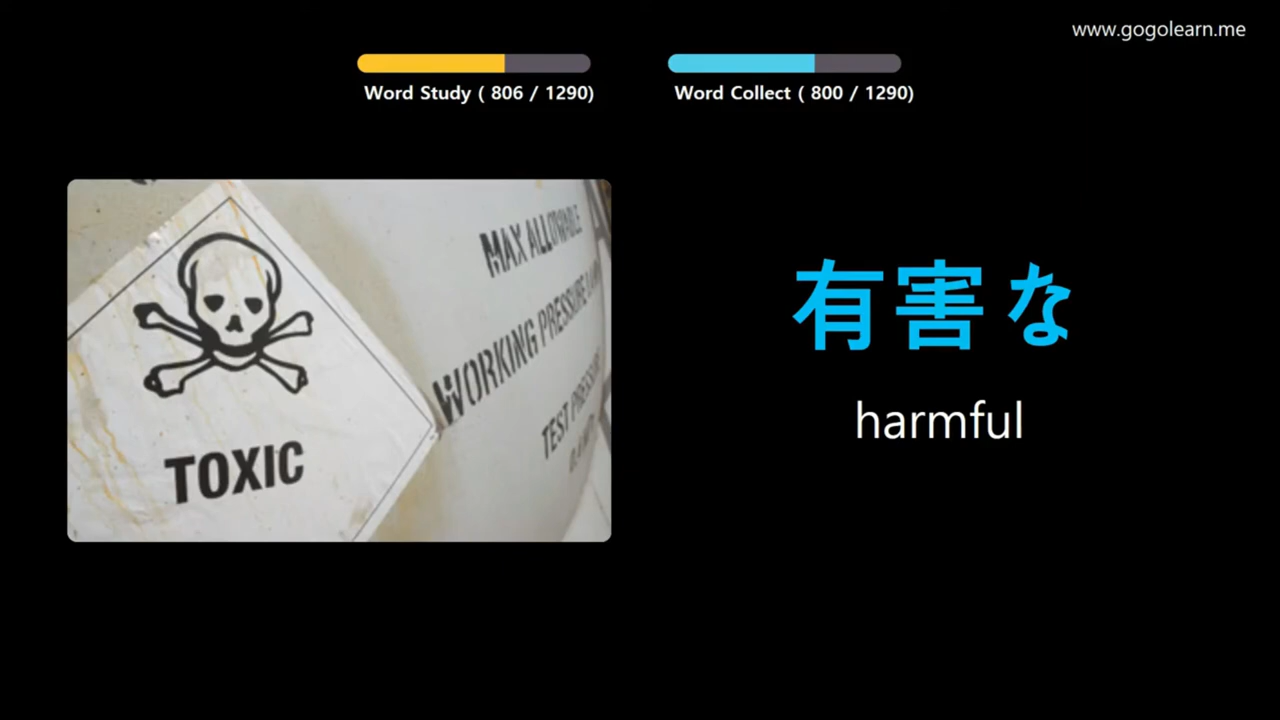 www.gogolearn.me
Word Study ( 806 / 1290)
Word Collect ( 800 / 1290)
MAX ALLOWABLE
WORKING PRESSURE
TEST PRESSURE
TOXIC
有害な
harmful